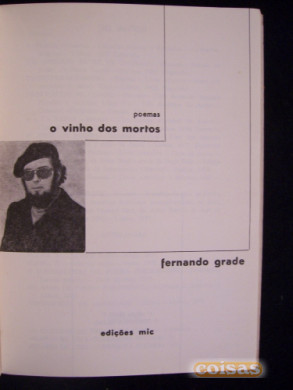 poemas
o vinho dos mortos
fernando grade
edições mic
coisas